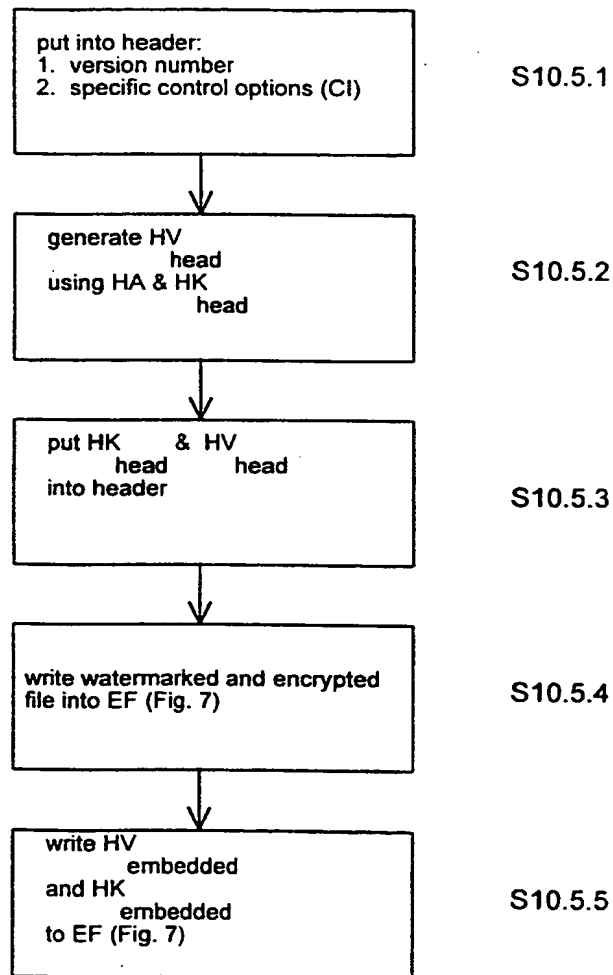 put into header:
1. version number
2. specific control options (CI)
S10.5.1
generate HV
head
using HA & HK
head
S10.5.2
put HK & HV
head head
into header
S10.5.3
write watermarked and encrypted
file into EF (Fig. 7)
S10.5.4
write HV
embedded
and HK
embedded
to EF (Fig. 7)
S10.5.5